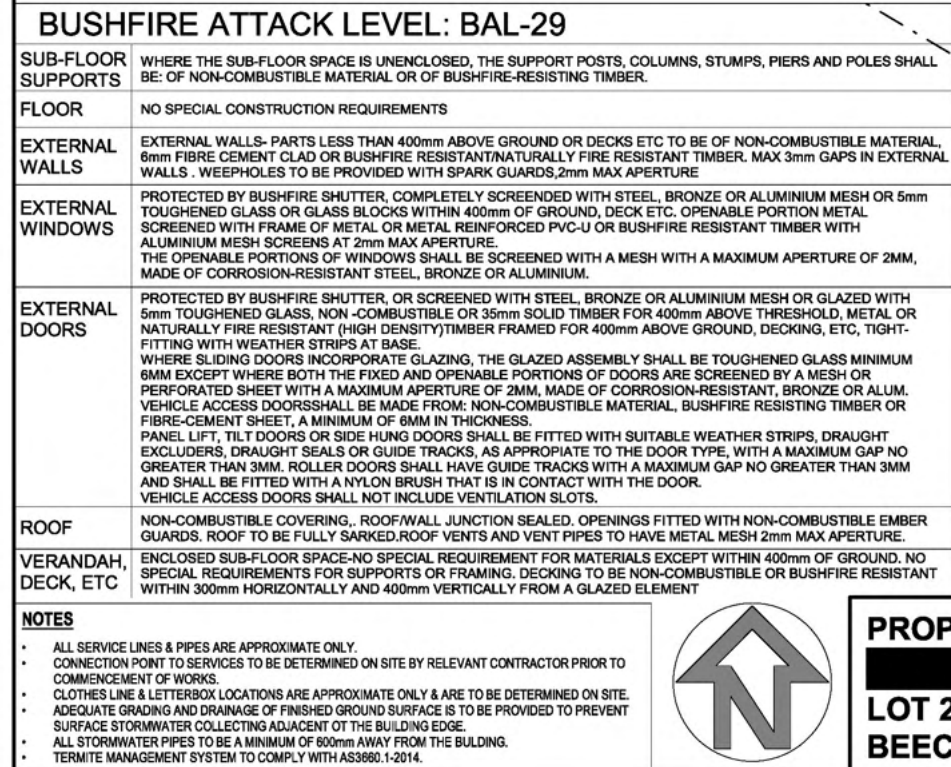 BUSHFIRE ATTACK LEVEL: BAL-29
SUB-FLOOR
SUPPORTS
WHERE THE SUB-FLOOR SPACE IS UNENCLOSED, THE SUPPORT POSTS, COLUMNS, STUMPS, PIERS AND POLES SHALL
BE: OF NON-COMBUSTIBLE MATERIAL OR OF BUSHFIRE-RESISTING TIMBER.
FLOOR
NO SPECIAL CONSTRUCTION REQUIREMENTS
EXTERNAL
WALLS
EXTERNAL WALLS- PARTS LESS THAN 400mm ABOVE GROUND OR DECKS ETC TO BE OF NON-COMBUSTIBLE MATERIAL,
6mm FIBRE CEMENT CLAD OR BUSHFIRE RESISTANT/NATURALLY FIRE RESISTANT TIMBER. MAX 3mm GAPS IN EXTERNAL
WALLS . WEEPHOLES TO BE PROVIDED WITH SPARK GUARDS,2mm MAX APERTURE
EXTERNAL
WINDOWS
PROTECTED BY BUSHFIRE SHUTTER, COMPLETELY SCREENDED WITH STEEL, BRONZE OR ALUMINIUM MESH OR 5mm
TOUGHENED GLASS OR GLASS BLOCKS WITHIN 400mm OF GROUND, DECK ETC. OPENABLE PORTION METAL
SCREENED WITH FRAME OF METAL OR METAL REINFORCED PVC-U OR BUSHFIRE RESISTANT TIMBER WITH
ALUMINIUM MESH SCREENS AT 2mm MAX APERTURE.
THE OPENABLE PORTIONS OF WINDOWS SHALL BE SCREENED WITH A MESH WITH A MAXIMUM APERTURE OF 2MM,
MADE OF CORROSION-RESISTANT STEEL, BRONZE OR ALUMINIUM.
EXTERNAL
DOORS
PROTECTED BY BUSHFIRE SHUTTER, OR SCREENED WITH STEEL, BRONZE OR ALUMINIUM MESH OR GLAZED WITH
5mm TOUGHENED GLASS, NON -COMBUSTIBLE OR 35mm SOLID TIMBER FOR 400mm ABOVE THRESHOLD, METAL OR
NATURALLY FIRE RESISTANT (HIGH DENSITY)TIMBER FRAMED FOR 400mm ABOVE GROUND, DECKING, ETC, TIGHT-
FITTING WITH WEATHER STRIPS AT BASE.
WHERE SLIDING DOORS INCORPORATE GLAZING, THE GLAZED ASSEMBLY SHALL BE TOUGHENED GLASS MINIMUM
6MM EXCEPT WHERE BOTH THE FIXED AND OPENABLE PORTIONS OF DOORS ARE SCREENED BY A MESH OR
PERFORATED SHEET WITH A MAXIMUM APERTURE OF 2MM, MADE OF CORROSION-RESISTANT, BRONZE OR ALUM.
VEHICLE ACCESS DOORSSHALL BE MADE FROM: NON-COMBUSTIBLE MATERIAL, BUSHFIRE RESISTING TIMBER OR
FIBRE-CEMENT SHEET, A MINIMUM OF 6MM IN THICKNESS.
PANEL LIFT, TILT DOORS OR SIDE HUNG DOORS SHALL BE FITTED WITH SUITABLE WEATHER STRIPS, DRAUGHT
EXCLUDERS, DRAUGHT SEALS OR GUIDE TRACKS, AS APPROPIATE TO THE DOOR TYPE, WITH A MAXIMUM GAP NO
GREATER THAN 3MM. ROLLER DOORS SHALL HAVE GUIDE TRACKS WITH A MAXIMUM GAP NO GREATER THAN 3MM
AND SHALL BE FITTED WITH A NYLON BRUSH THAT IS IN CONTACT WITH THE DOOR.
VEHICLE ACCESS DOORS SHALL NOT INCLUDE VENTILATION SLOTS.
ROOF
NON-COMBUSTIBLE COVERING,. ROOF/WALL JUNCTION SEALED. OPENINGS FITTED WITH NON-COMBUSTIBLE EMBER
GUARDS. ROOF TO BE FULLY SARKED.ROOF VENTS AND VENT PIPES TO HAVE METAL MESH 2mm MAX APERTURE.
VERANDAH,
DECK, ETC
ENCLOSED SUB-FLOOR SPACE-NO SPECIAL REQUIREMENT FOR MATERIALS EXCEPT WITHIN 400mm OF GROUND. NO
SPECIAL REQUIREMENTS FOR SUPPORTS OR FRAMING. DECKING TO BE NON-COMBUSTIBLE OR BUSHFIRE RESISTANT
WITHIN 300mm HORIZONTALLY AND 400mm VERTICALLY FROM A GLAZED ELEMENT
NOTES
• ALL SERVICE LINES & PIPES ARE APPROXIMATE ONLY.
• CONNECTION POINT TO SERVICES TO BE DETERMINED ON SITE BY RELEVANT CONTRACTOR PRIOR TO
COMMENCEMENT OF WORKS.
• CLOTHES LINE & LETTERBOX LOCATIONS ARE APPROXIMATE ONLY & ARE TO BE DETERMINED ON SITE.
• ADEQUATE GRADING AND DRAINAGE OF FINISHED GROUND SURFACE IS TO BE PROVIDED TO PREVENT
SURFACE STORMWATER COLLECTING ADJACENT OT THE BUILDING EDGE.
• ALL STORMWATER PIPES TO BE A MINIMUM OF 600mm AWAY FROM THE BULDING.
• TERMITE MANAGEMENT SYSTEM TO COMPLY WITH AS3660.1-2014.
N
PROP
LOT 2
BEEC